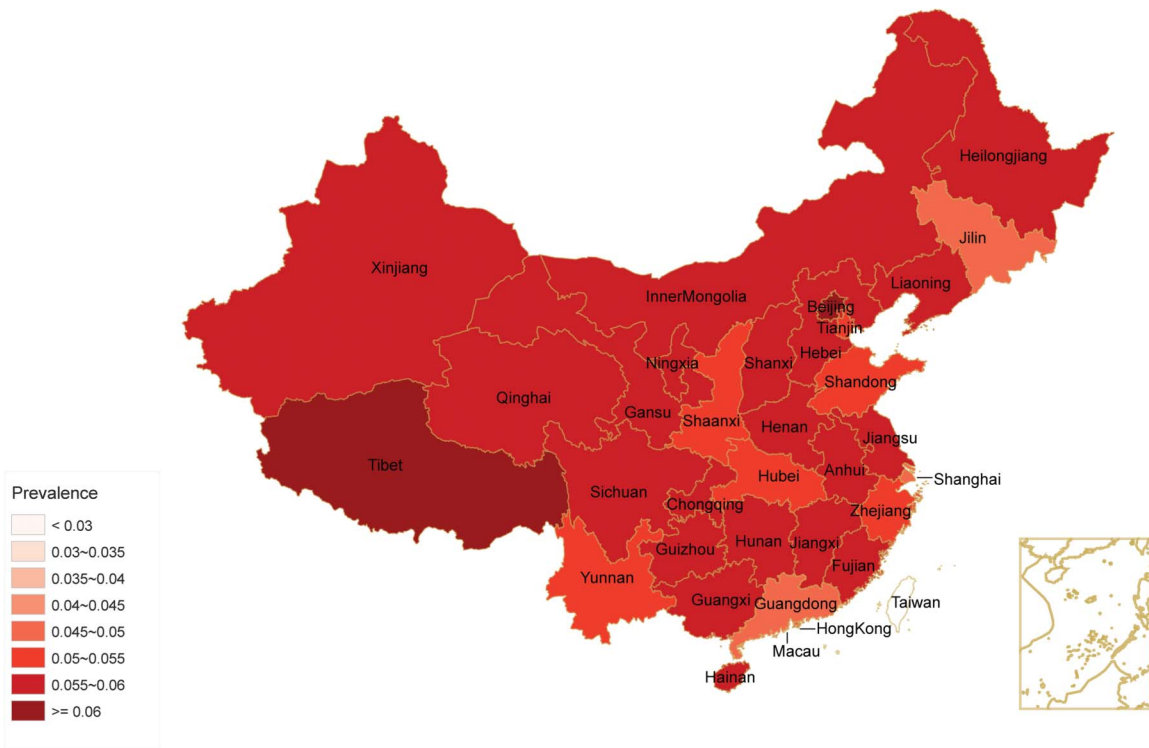 Heilongjiang
Jilin
Xinjiang
Liaoning
InnerMongolia
Beijing
Tianjin
Hebei
Ningxia
Shanxi
Shandong
Qinghai
Gansu
Shaanxi
Henan
Jiangsu
Tibet
Hubei
Anhui
Shanghai
Sichuan
Chongqing
Zhejiang
Guizhou
Hunan
Jiangxi
Fujian
Yunnan
Guangxi
Guangdong
Taiwan
HongKong
Macau
Hainan
Prevalence
< 0.03
0.03~0.035
0.035~0.04
0.04~0.045
0.045~0.05
0.05~0.055
0.055~0.06
>= 0.06